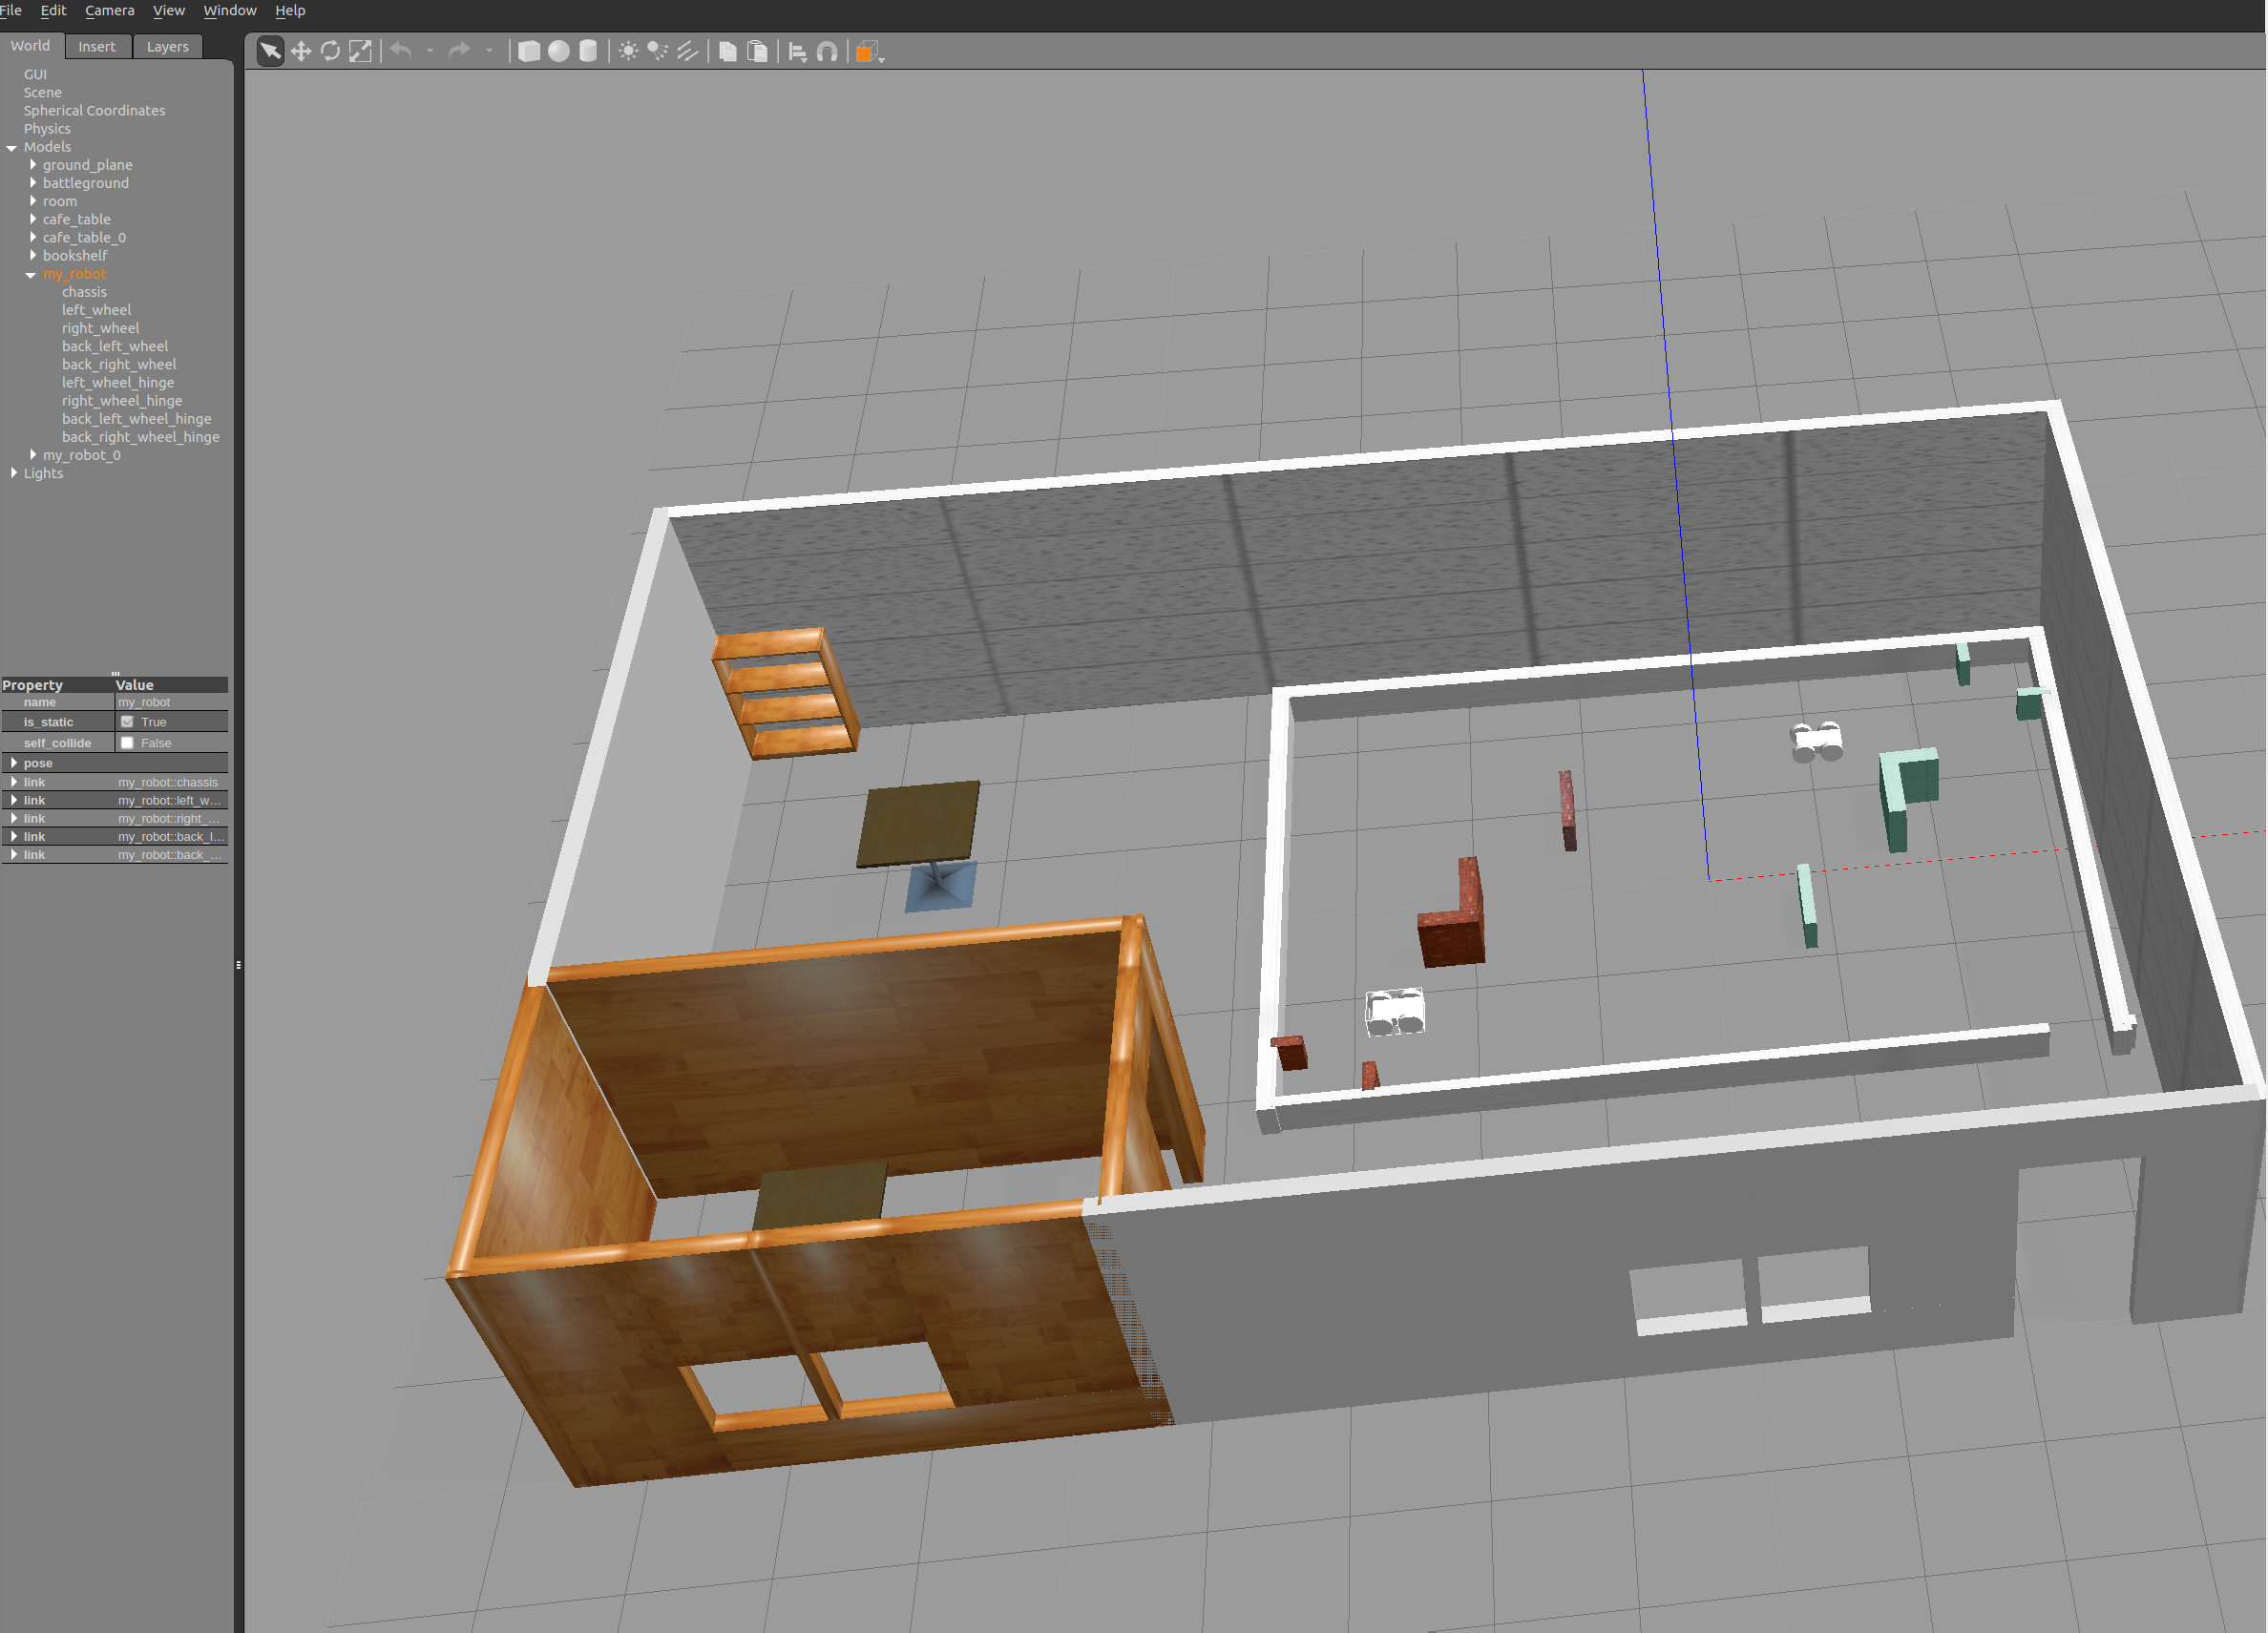 File Edit Camera View Window Help
World Insert Layers
GUI
Scene
Spherical Coordinates
Physics
Models
ground_plane
battleground
room
cafe_table
cafe_table_0
bookshelf
my_robot
chassis
left_wheel
right_wheel
back_left_wheel
back_right_wheel
left_wheel_hinge
right_wheel_hinge
back_left_wheel_hinge
back_right_wheel_hinge
my_robot_0
Lights
Property Value
name my_robot
is_static True
self_collide False
pose
link my_robot::chassis
link my_robot::left_w...
link my_robot::right_...
link my_robot::back_l...
link my_robot::back_...